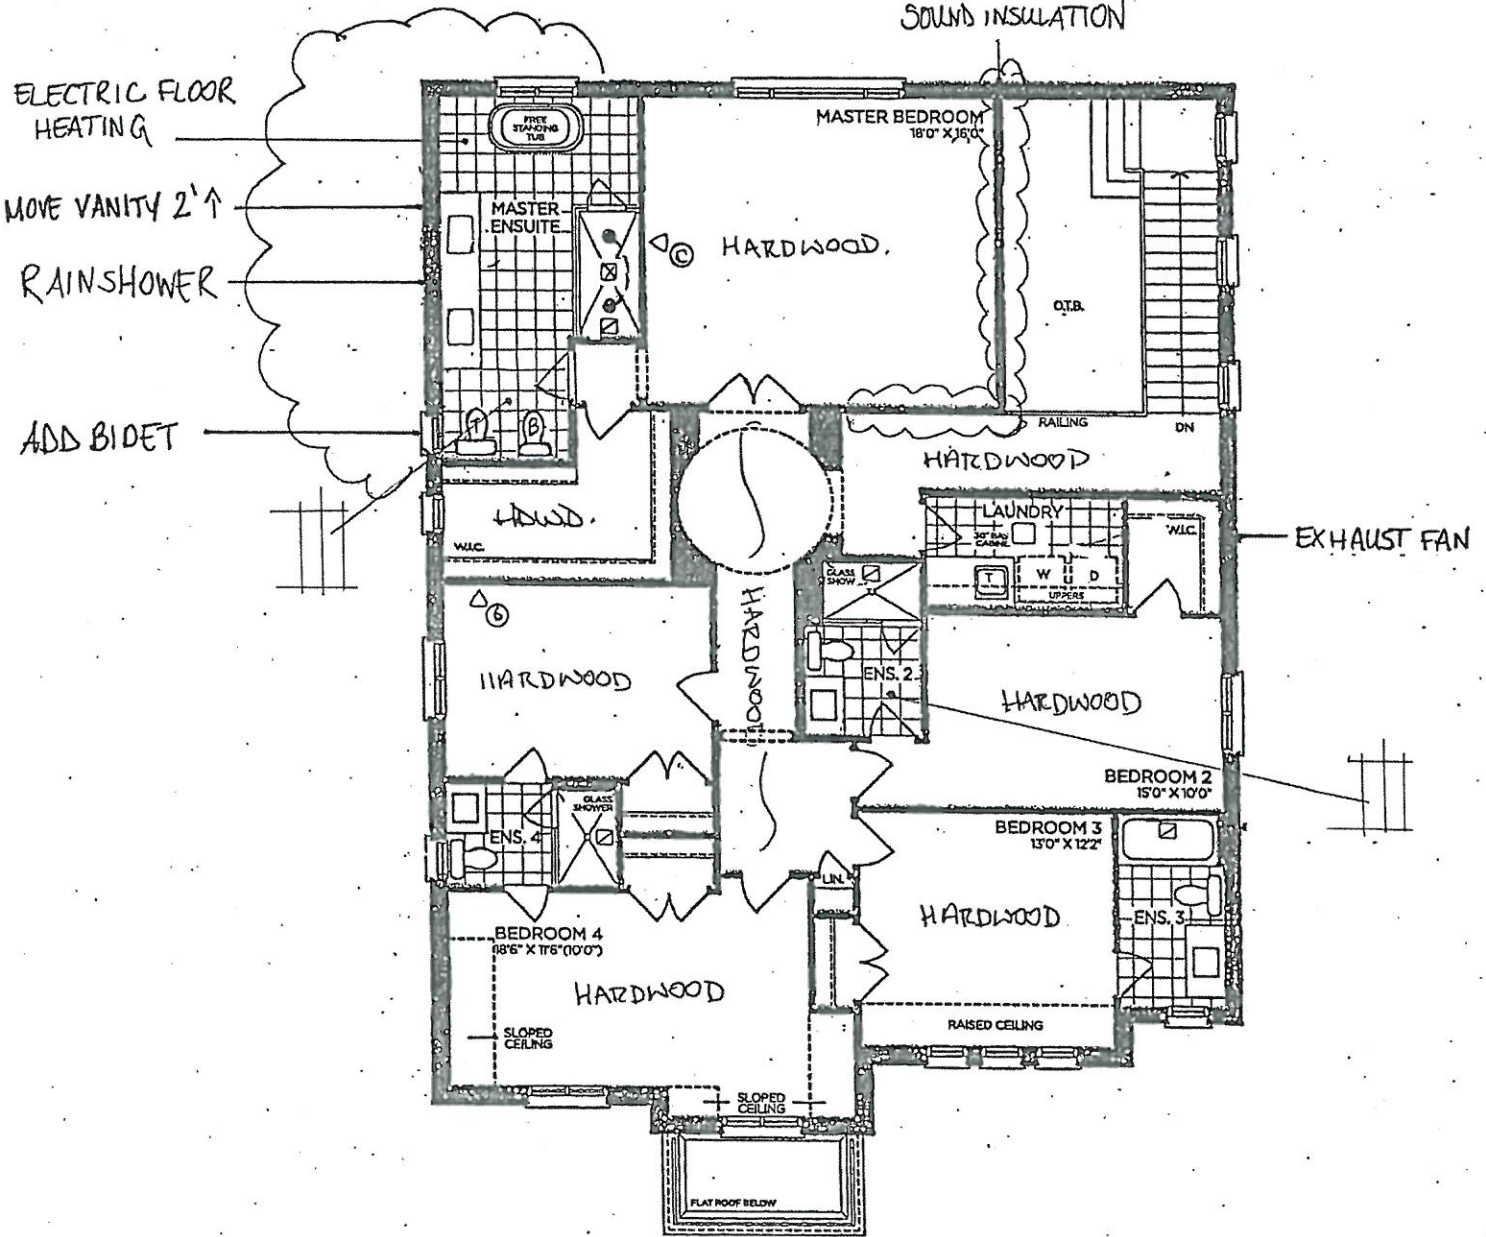 SOUND INSULATION
ELECTRIC FLOOR
HEATING
MOVE VANITY 2'↑
RAINSHOWER
ADD BIDET
FREE
STANDING
TUB
MASTER
ENSUITE
T
B
C
MASTER BEDROOM
18'0" X 16'0"
HARDWOOD.
O.T.B.
RAILING
DN
HARDWOOD
HDWD.
W.I.C.
LAUNDRY
T
W
D
UPPERS
W.I.C.
EXHAUST FAN
6
HARDWOOD
HARDWOOD
GLASS
SHOW
ENS. 2
HARDWOOD
BEDROOM 2
15'0" X 10'0"
GLASS
SHOWER
ENS. 4
BEDROOM 3
13'0" X 12'2"
HARDWOOD
ENS. 3
LIN.
BEDROOM 4
18'6" X 11'6" (10'0")
HARDWOOD
SLOPED
CEILING
RAISED CEILING
SLOPED
CEILING
FLAT ROOF BELOW